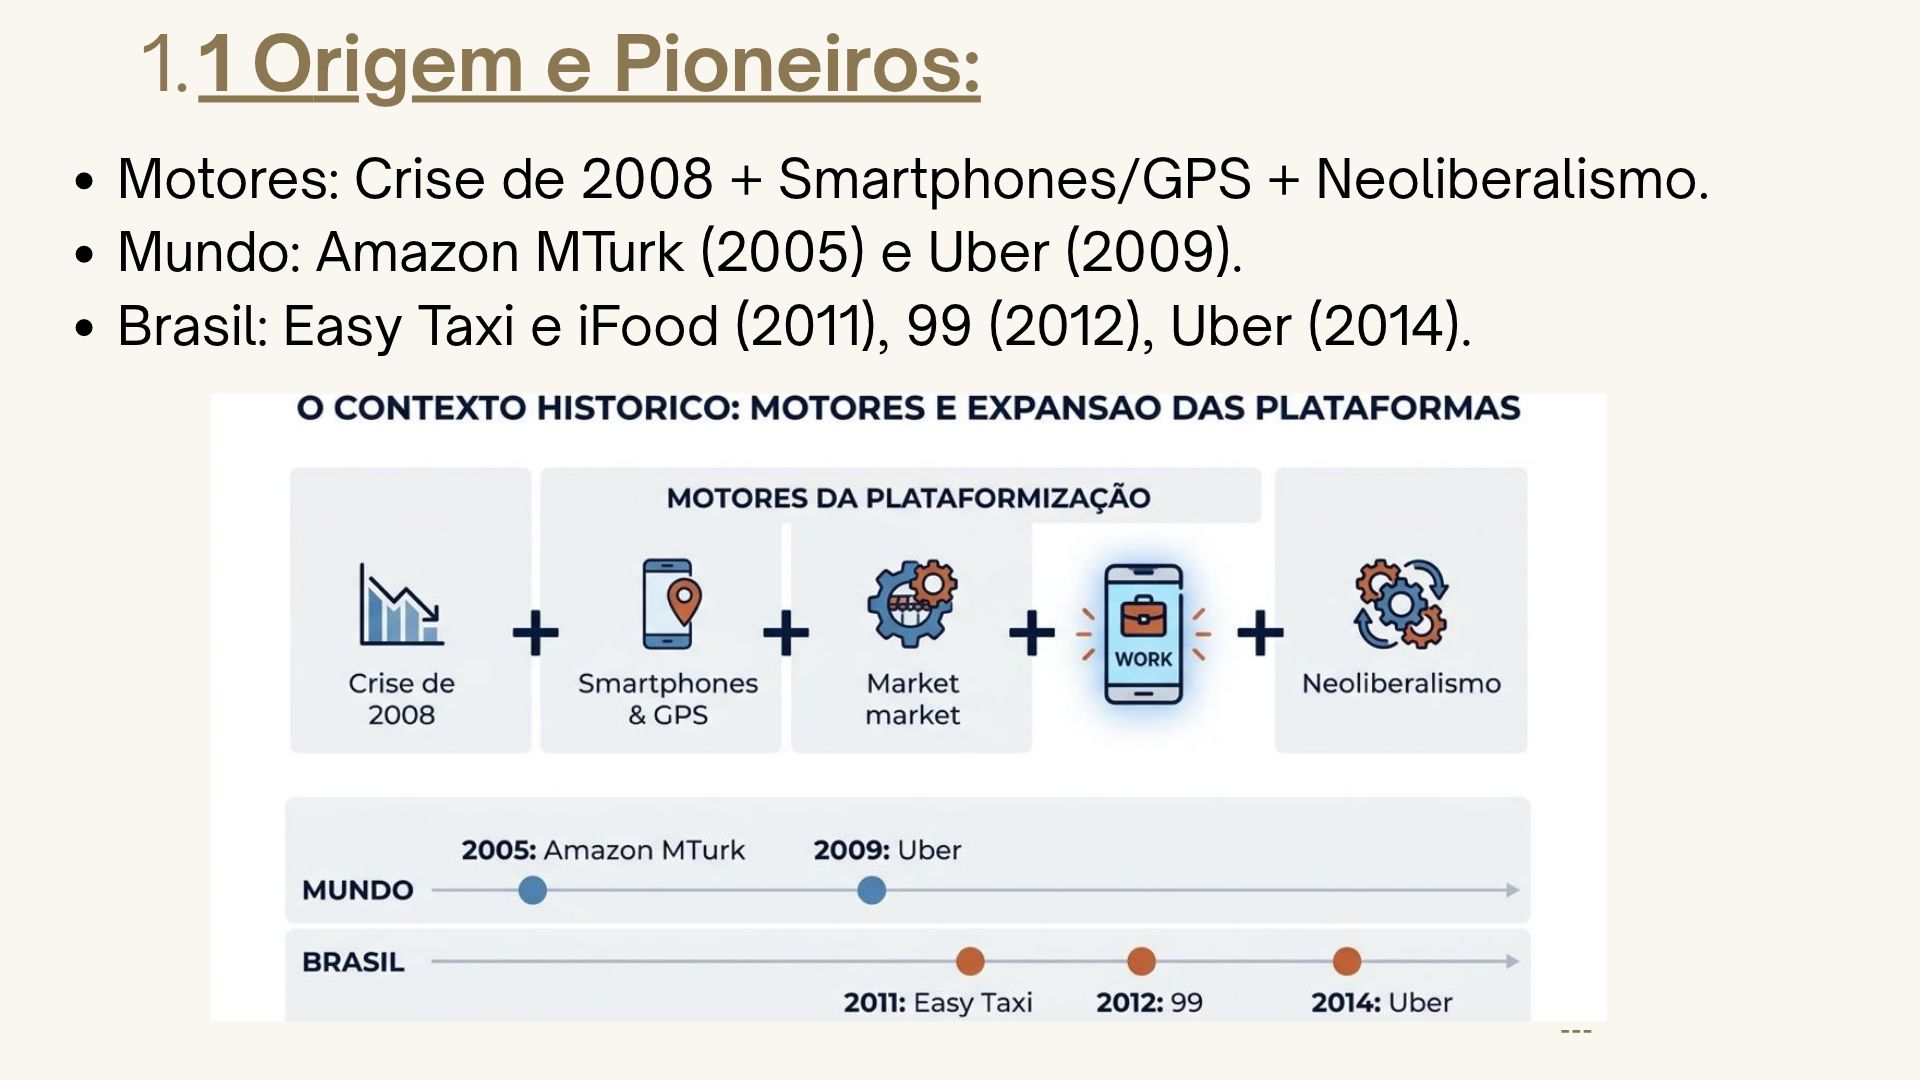 1.1 Origem e Pioneiros:
• Motores: Crise de 2008 + Smartphones/GPS + Neoliberalismo.
• Mundo: Amazon MTurk (2005) e Uber (2009).
• Brasil: Easy Taxi e iFood (2011), 99 (2012), Uber (2014).
O CONTEXTO HISTORICO: MOTORES E EXPANSAO DAS PLATAFORMAS
MOTORES DA PLATAFORMIZAÇÃO
Crise de
2008
+
Smartphones
& GPS
+
Market
market
+
WORK
+
Neoliberalismo
2005: Amazon MTurk
2009: Uber
MUNDO
BRASIL
2011: Easy Taxi
2012: 99
2014: Uber
---